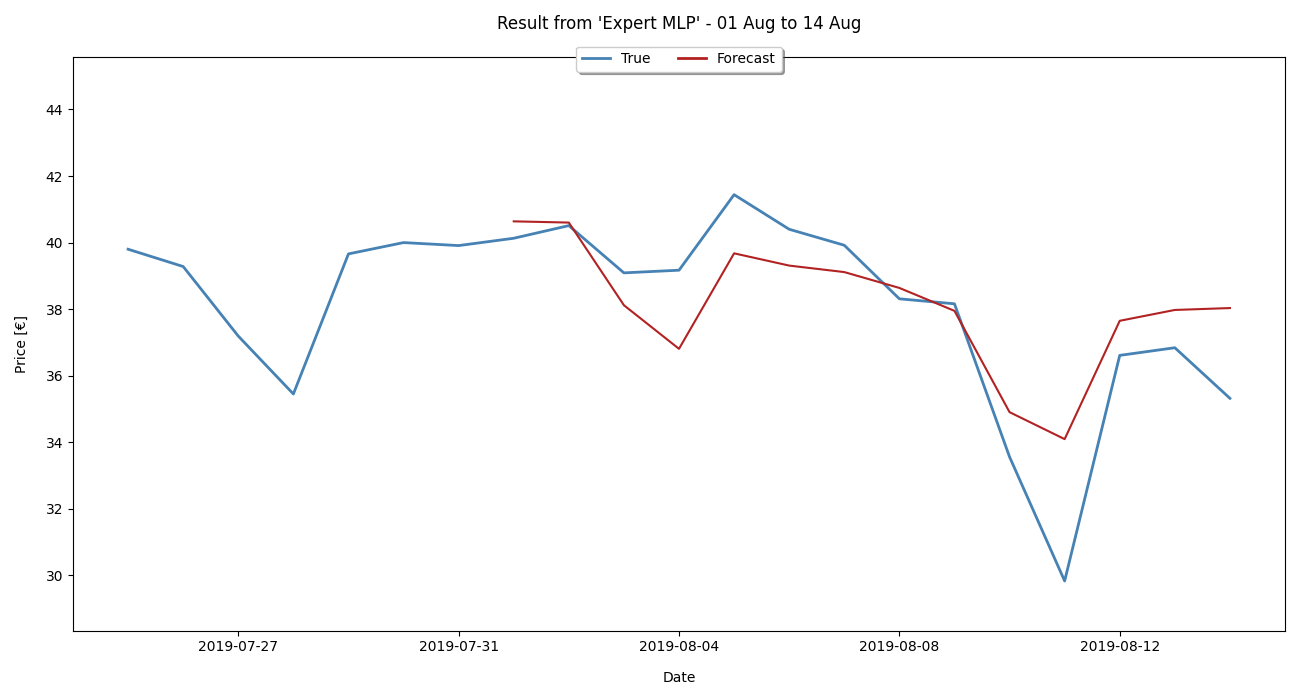 Result from 'Expert MLP' - 01 Aug to 14 Aug
True Forecast
44
42
40
38
36
34
32
30
Price [€]
2019-07-27 2019-07-31 2019-08-04 2019-08-08 2019-08-12
Date